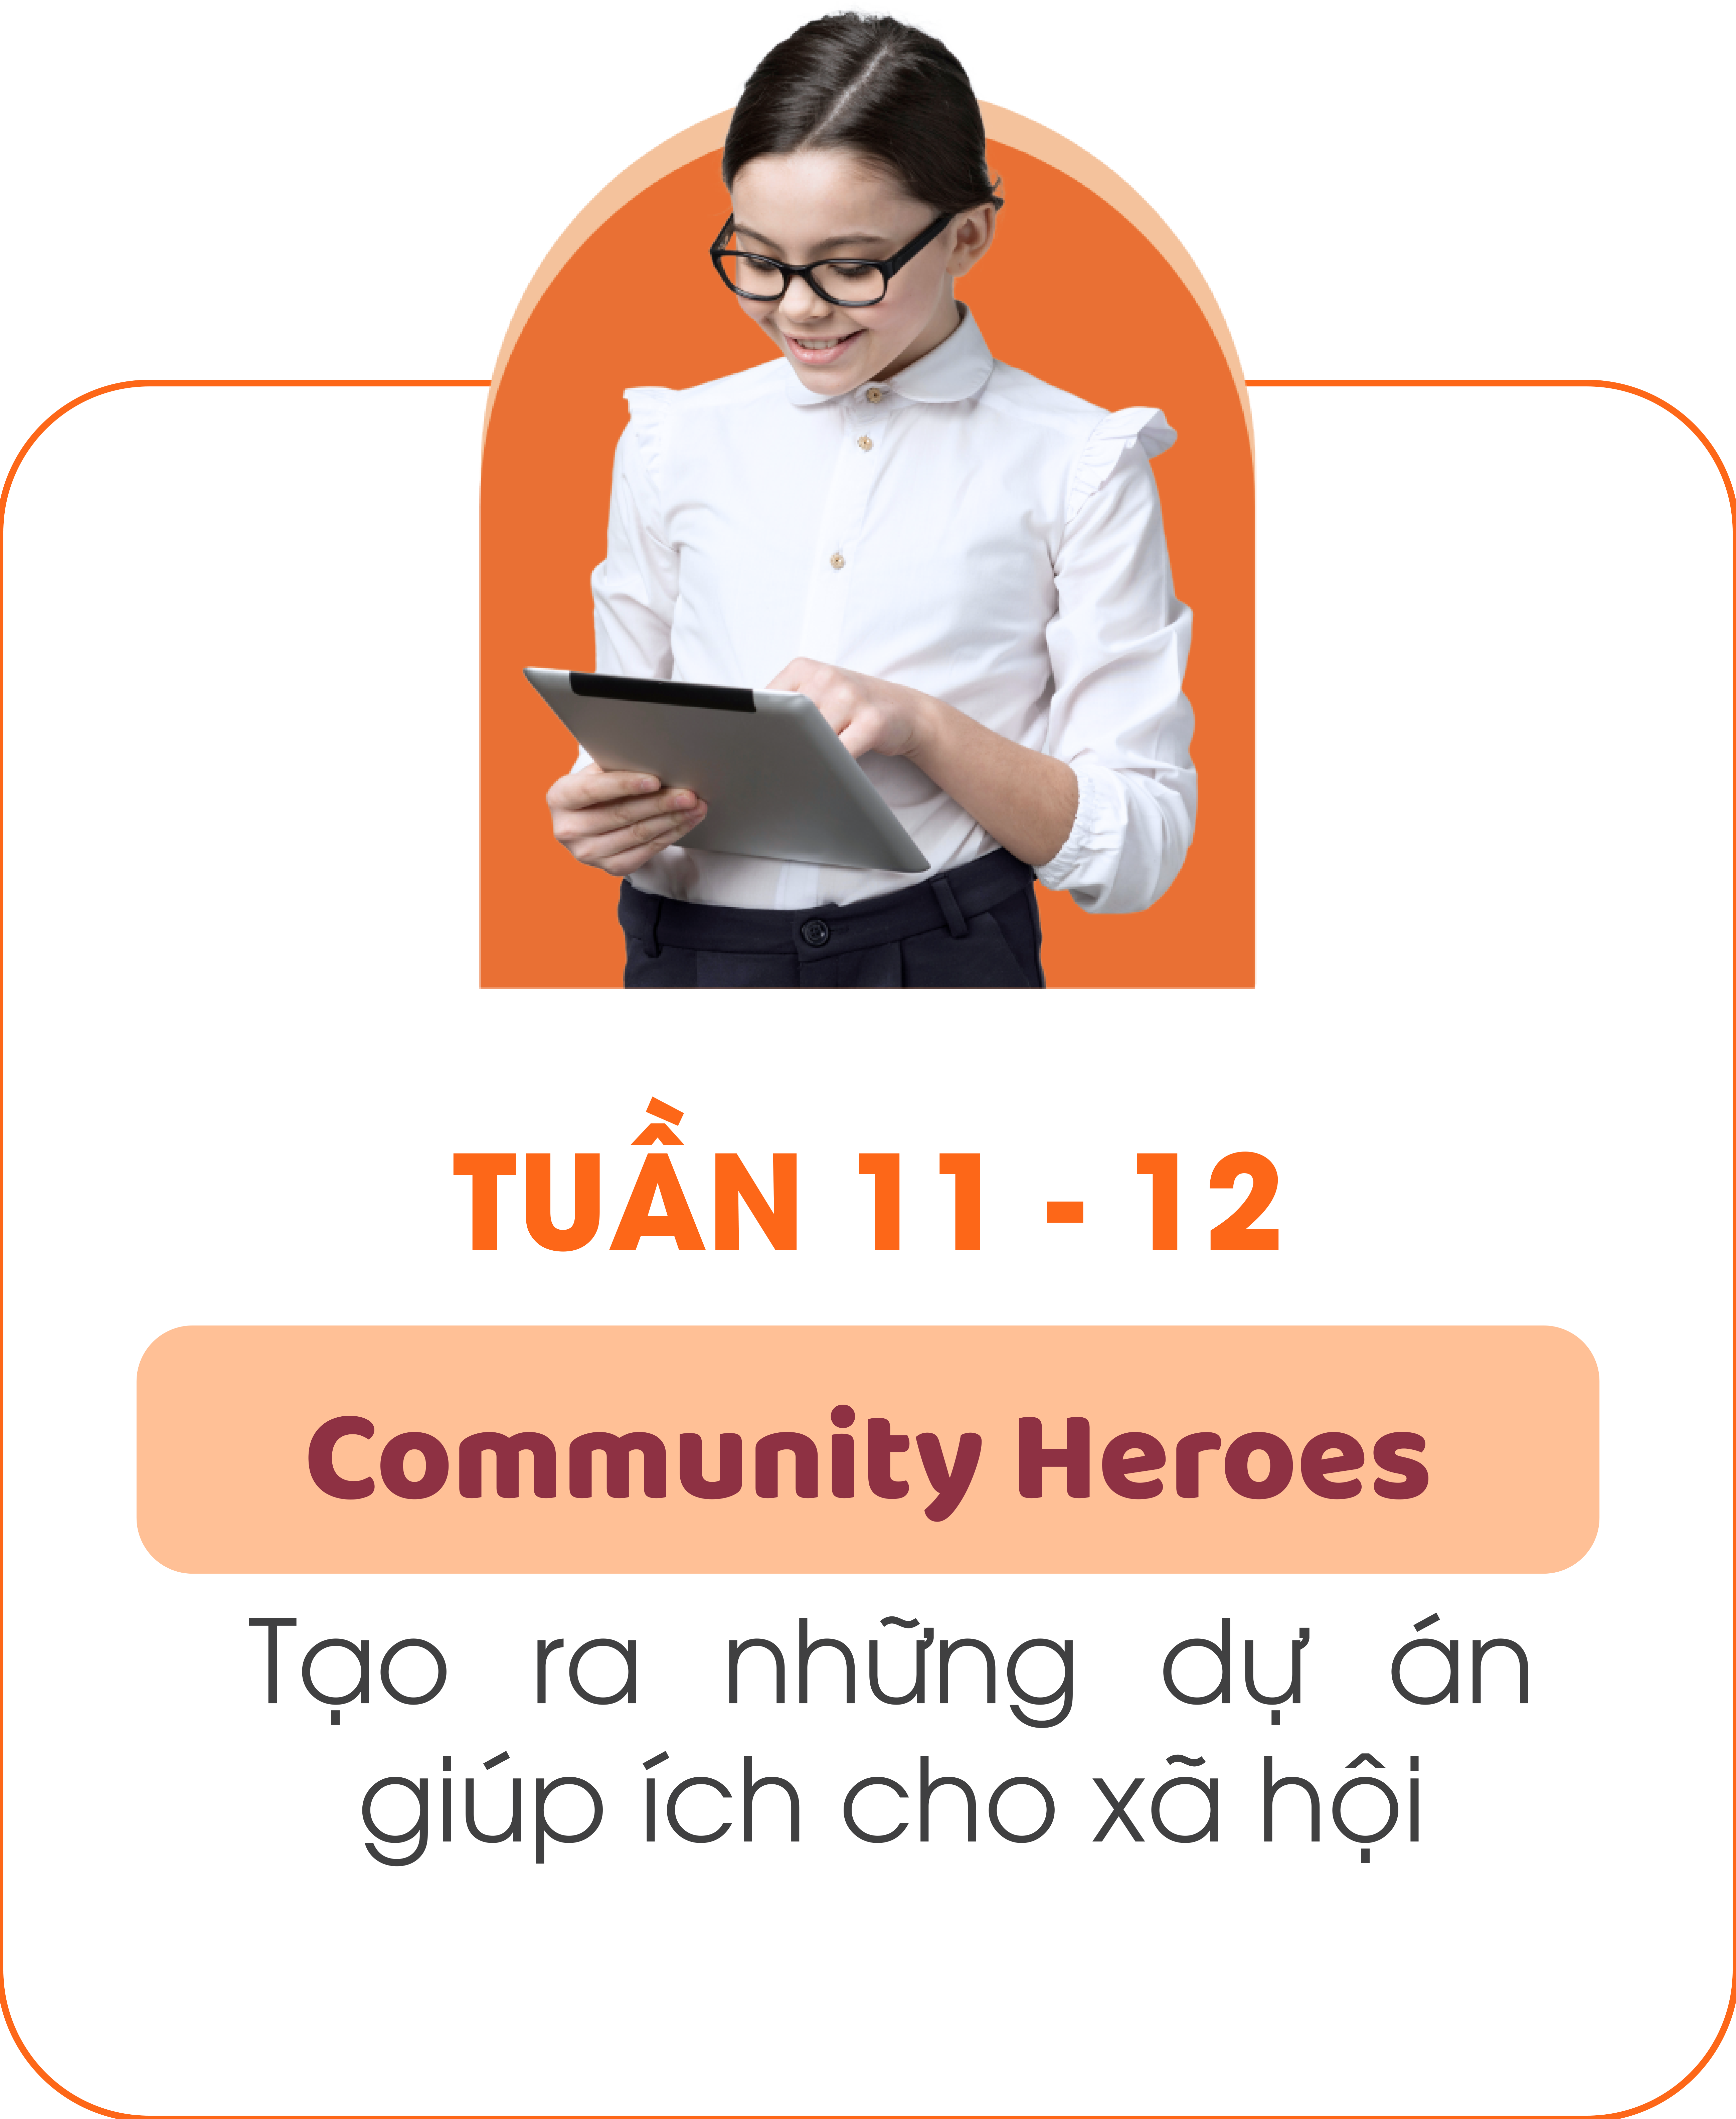 TUẦN 11 - 12
Community Heroes
Tạo ra những dự án
giúp ích cho xã hội